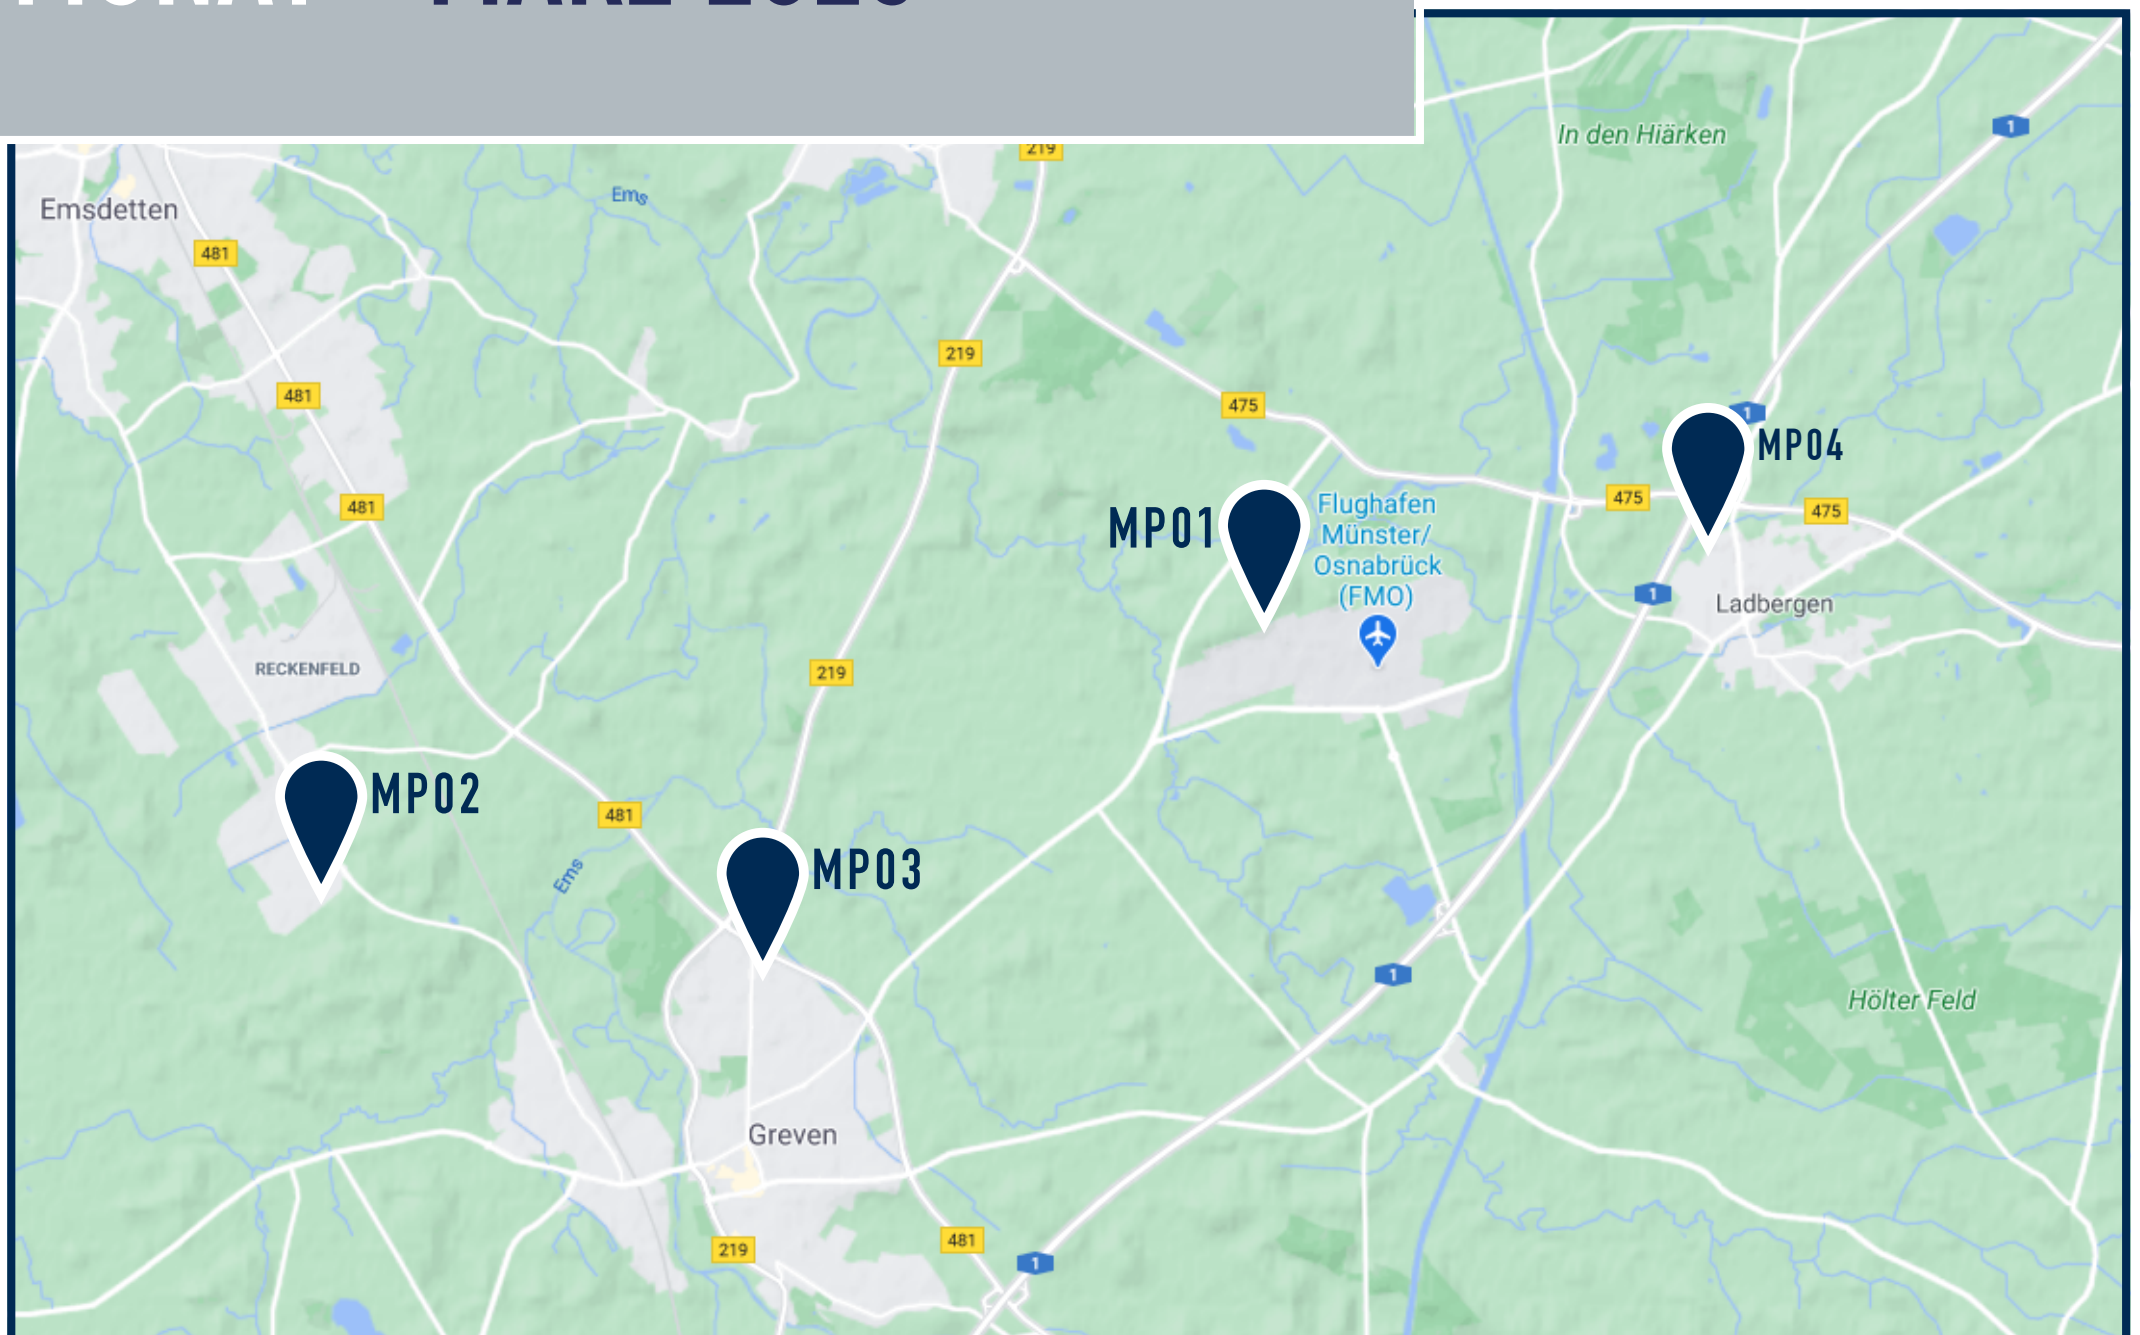 219
In den Hiärken
1
Ems
Emsdetten
481
219
481
475
1
MP04
481
475
475
Flughafen
Münster/
Osnabrück
(FMO)
MP01
1
Ladbergen
RECKENFELD
219
MP02
481
MP03
Ems
1
Hölter Feld
Greven
219
481
1